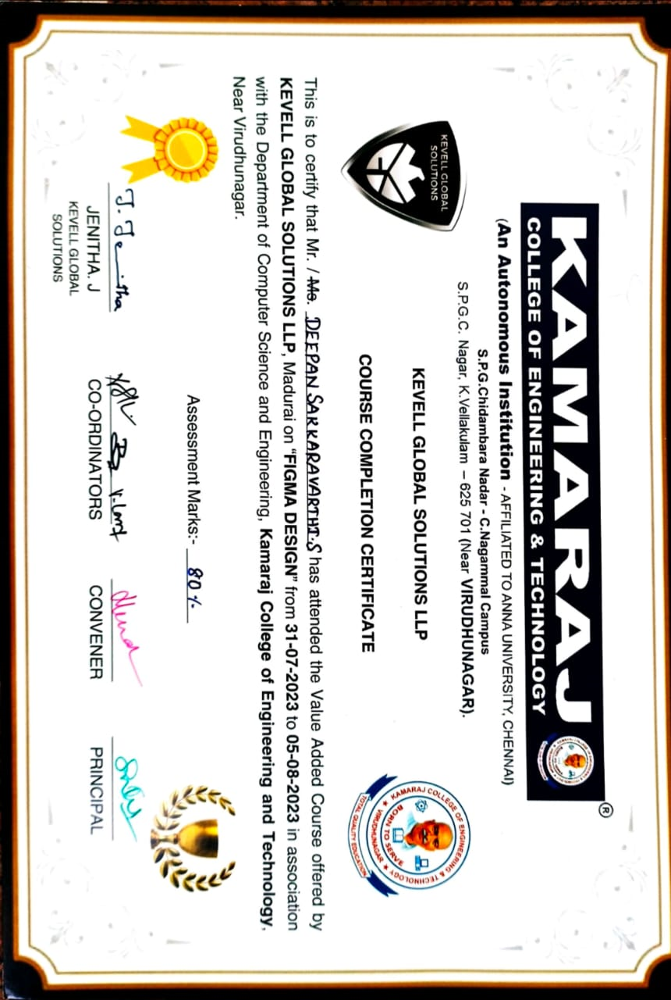 KAMARAJ
COLLEGE OF ENGINEERING & TECHNOLOGY
®
(An Autonomous Institution - AFFILIATED TO ANNA UNIVERSITY, CHENNAI)
S.P.G.Chidambara Nadar - C.Nagammal Campus
S.P.G.C. Nagar, K.Vellakulam – 625 701 (Near VIRUDHUNAGAR).
KEVELL GLOBAL
SOLUTIONS
KEVELL GLOBAL SOLUTIONS LLP
KAMARAJ COLLEGE OF ENGINEERING & TECHNOLOGY
BORN TO SERVE
VIRUDHUNAGAR
TOTAL QUALITY EDUCATION
COURSE COMPLETION CERTIFICATE
This is to certify that Mr. / Ms. DEEPAN SAKKARAVARTHI.S has attended the Value Added Course offered by
KEVELL GLOBAL SOLUTIONS LLP, Madurai on "FIGMA DESIGN" from 31-07-2023 to 05-08-2023 in association
with the Department of Computer Science and Engineering, Kamaraj College of Engineering and Technology,
Near Virudhunagar.
Assessment Marks:- 80%
J. Jenitha
JENITHA. J
KEVELL GLOBAL
SOLUTIONS
CO-ORDINATORS
CONVENER
PRINCIPAL